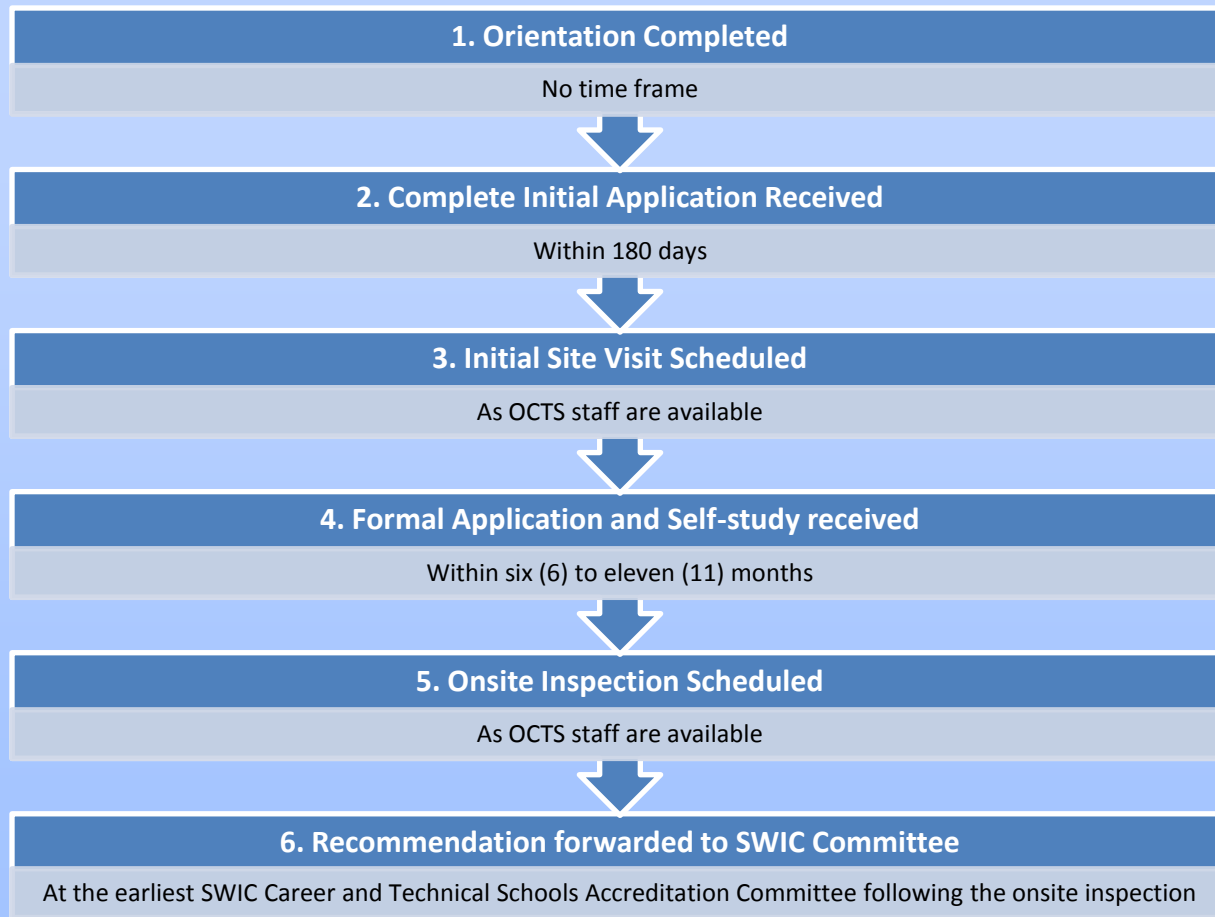 1. Orientation Completed
No time frame
2. Complete Initial Application Received
Within 180 days
3. Initial Site Visit Scheduled
As OCTS staff are available
4. Formal Application and Self-study received
Within six (6) to eleven (11) months
5. Onsite Inspection Scheduled
As OCTS staff are available
6. Recommendation forwarded to SWIC Committee
At the earliest SWIC Career and Technical Schools Accreditation Committee following the onsite inspection